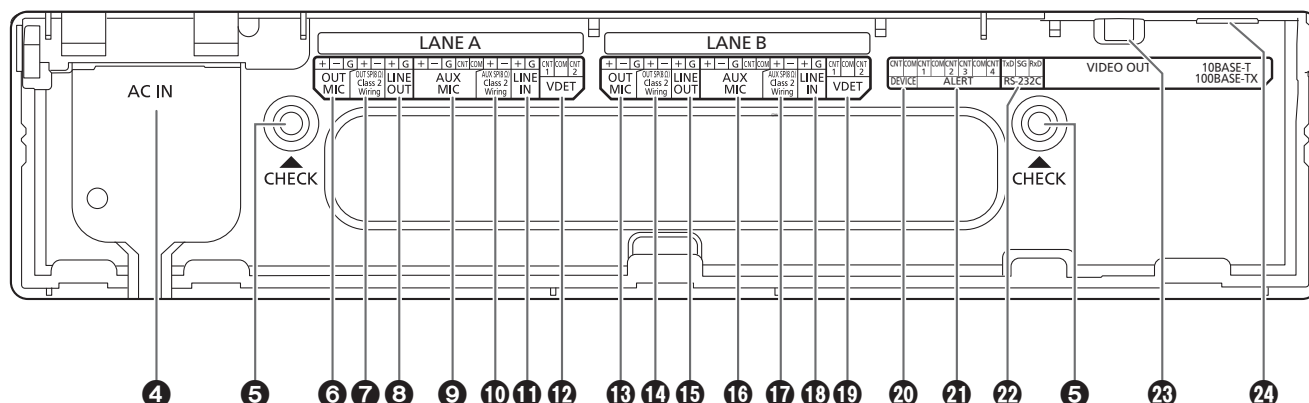 LANE A
LANE B
+ − G + − + G + − G CNT COM + − + G CNT 1 COM CNT 2
OUT MIC
OUT SP(8 Ω) Class 2 Wiring
LINE OUT
AUX MIC
AUX SP(8 Ω) Class 2 Wiring
LINE IN
VDET
+ − G + − + G + − G CNT COM + − + G CNT 1 COM CNT 2
OUT MIC
OUT SP(8 Ω) Class 2 Wiring
LINE OUT
AUX MIC
AUX SP(8 Ω) Class 2 Wiring
LINE IN
VDET
CNT COM CNT 1 COM CNT 2 CNT 3 COM CNT 4 TxD SG RxD
DEVICE ALERT RS-232C
VIDEO OUT
10BASE-T
100BASE-TX
AC IN
CHECK
CHECK
4 5 6 7 8 9 10 11 12 13 14 15 16 17 18 19 20 21 22 5 23 24